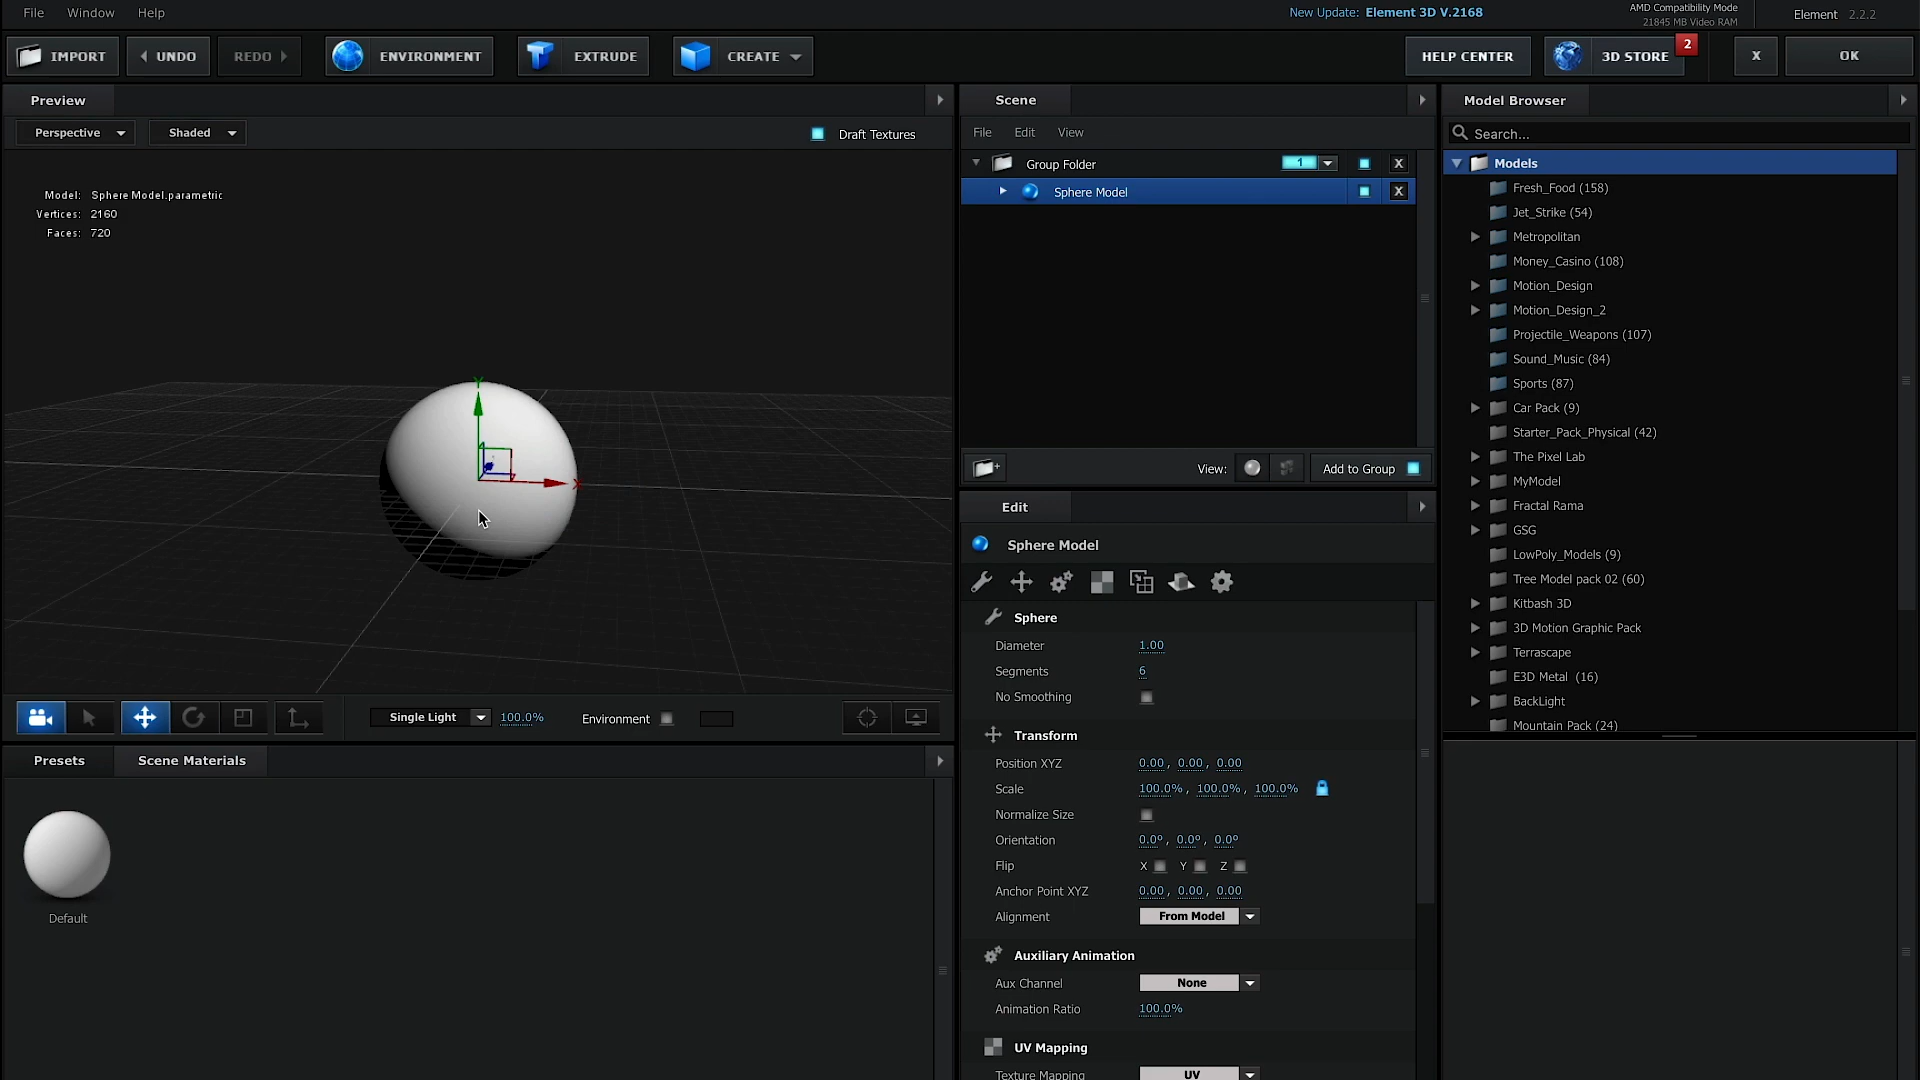 File Window Help
New Update: Element 3D V.2168
AMD Compatibility Mode
21845 MB Video RAM
Element 2.2.2
IMPORT
UNDO
REDO
ENVIRONMENT
EXTRUDE
CREATE
HELP CENTER
3D STORE
2
X
OK
Preview
Perspective
Shaded
Draft Textures
Model: Sphere Model.parametric
Vertices: 2160
Faces: 720
Y
X
Single Light
100.0%
Environment
Presets
Scene Materials
Default
Scene
File Edit View
Group Folder
1
X
Sphere Model
X
View:
Add to Group
Edit
Sphere Model
Sphere
Diameter 1.00
Segments 6
No Smoothing
Transform
Position XYZ 0.00, 0.00, 0.00
Scale 100.0%, 100.0%, 100.0%
Normalize Size
Orientation 0.0º, 0.0º, 0.0º
Flip X Y Z
Anchor Point XYZ 0.00, 0.00, 0.00
Alignment From Model
Auxiliary Animation
Aux Channel None
Animation Ratio 100.0%
UV Mapping
Texture Mapping UV
Model Browser
Search...
Models
Fresh_Food (158)
Jet_Strike (54)
Metropolitan
Money_Casino (108)
Motion_Design
Motion_Design_2
Projectile_Weapons (107)
Sound_Music (84)
Sports (87)
Car Pack (9)
Starter_Pack_Physical (42)
The Pixel Lab
MyModel
Fractal Rama
GSG
LowPoly_Models (9)
Tree Model pack 02 (60)
Kitbash 3D
3D Motion Graphic Pack
Terrascape
E3D Metal (16)
BackLight
Mountain Pack (24)